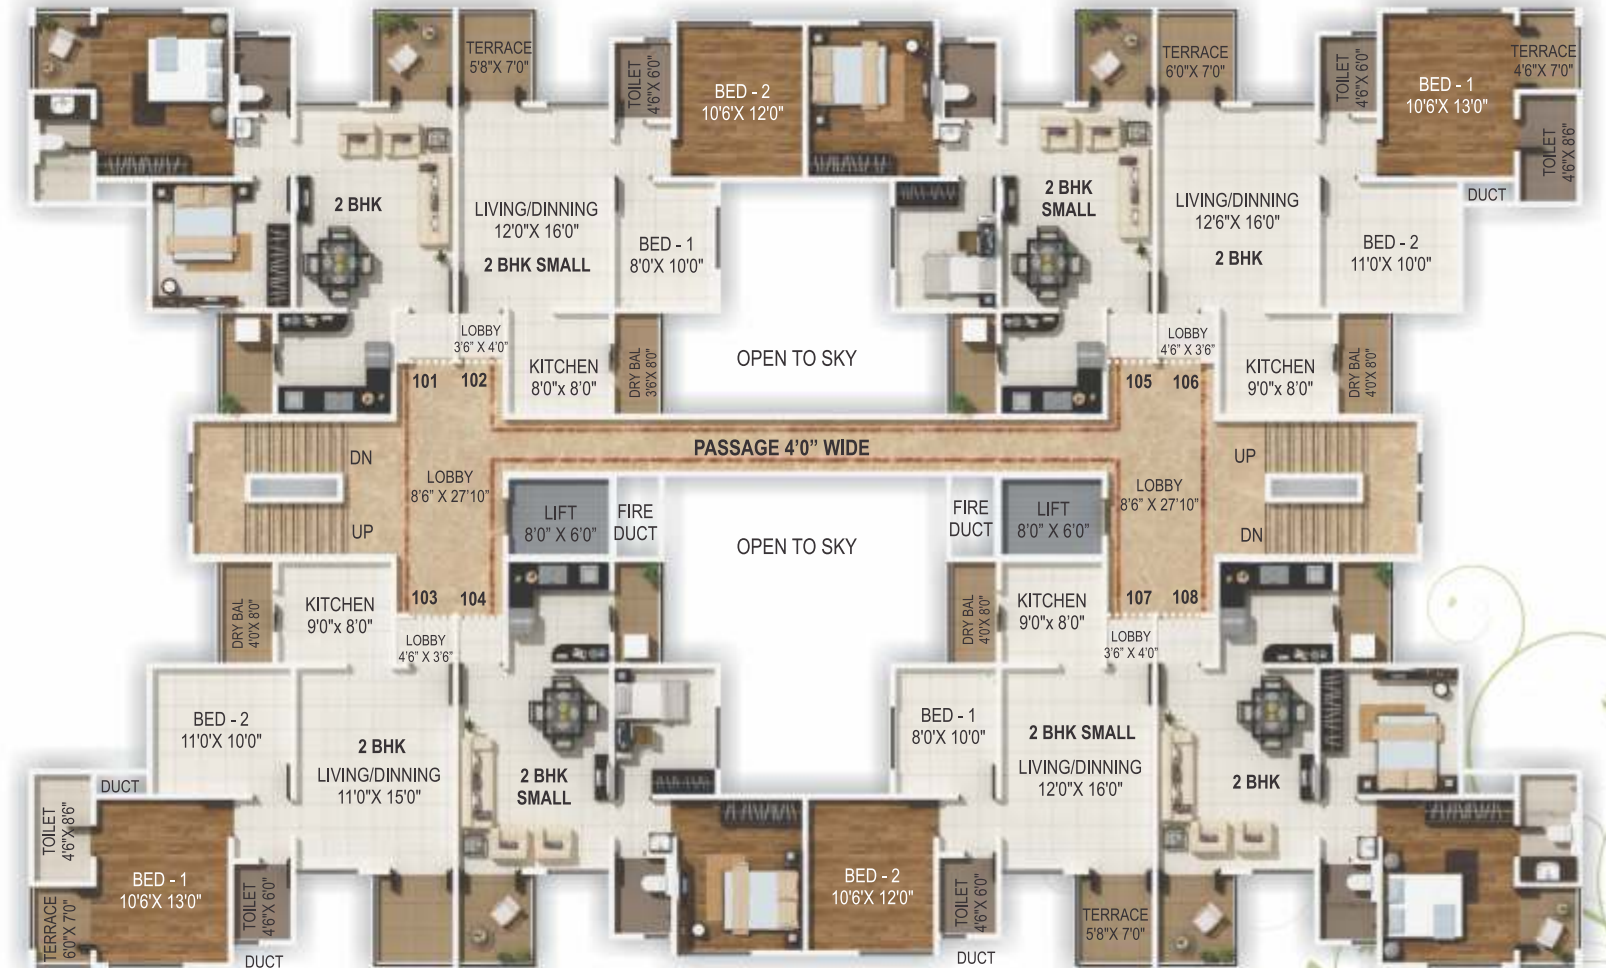 TERRACE
5'8"X 7'0"
TOILET
4'6"X 6'0"
BED - 2
10'6"X 12'0"
2 BHK
LIVING/DINNING
12'0"X 16'0"
2 BHK SMALL
BED - 1
8'0'X 10'0"
LOBBY
3'6" X 4'0"
KITCHEN
8'0"x 8'0"
DRY BAL
3'6'X 8'0"
101
102
OPEN TO SKY
TERRACE
6'0"X 7'0"
TOILET
4'6"X 6'0"
BED - 1
10'6'X 13'0"
TERRACE
4'6"X 7'0"
TOILET
4'6"X 8'6"
DUCT
2 BHK
SMALL
LIVING/DINNING
12'6"X 16'0"
2 BHK
BED - 2
11'0'X 10'0"
LOBBY
4'6" X 3'6"
KITCHEN
9'0"x 8'0"
DRY BAL
4'0'X 8'0"
105
106
PASSAGE 4'0” WIDE
DN
UP
LOBBY
8'6” X 27'10”
LIFT
8'0” X 6'0”
FIRE
DUCT
OPEN TO SKY
FIRE
DUCT
LIFT
8'0” X 6'0”
LOBBY
8'6” X 27'10”
UP
DN
103
104
DRY BAL
4'0'X 8'0"
KITCHEN
9'0"x 8'0"
LOBBY
4'6" X 3'6"
BED - 2
11'0'X 10'0"
2 BHK
LIVING/DINNING
11'0"X 15'0"
2 BHK
SMALL
DUCT
TOILET
4'6"X 8'6"
BED - 1
10'6'X 13'0"
TERRACE
6'0"X 7'0"
TOILET
4'6"X 6'0"
DUCT
107
108
DRY BAL
4'0'X 8'0"
KITCHEN
9'0"x 8'0"
LOBBY
3'6" X 4'0"
BED - 1
8'0'X 10'0"
2 BHK SMALL
LIVING/DINNING
12'0"X 16'0"
2 BHK
BED - 2
10'6"X 12'0"
TOILET
4'6"X 6'0"
DUCT
TERRACE
5'8"X 7'0"